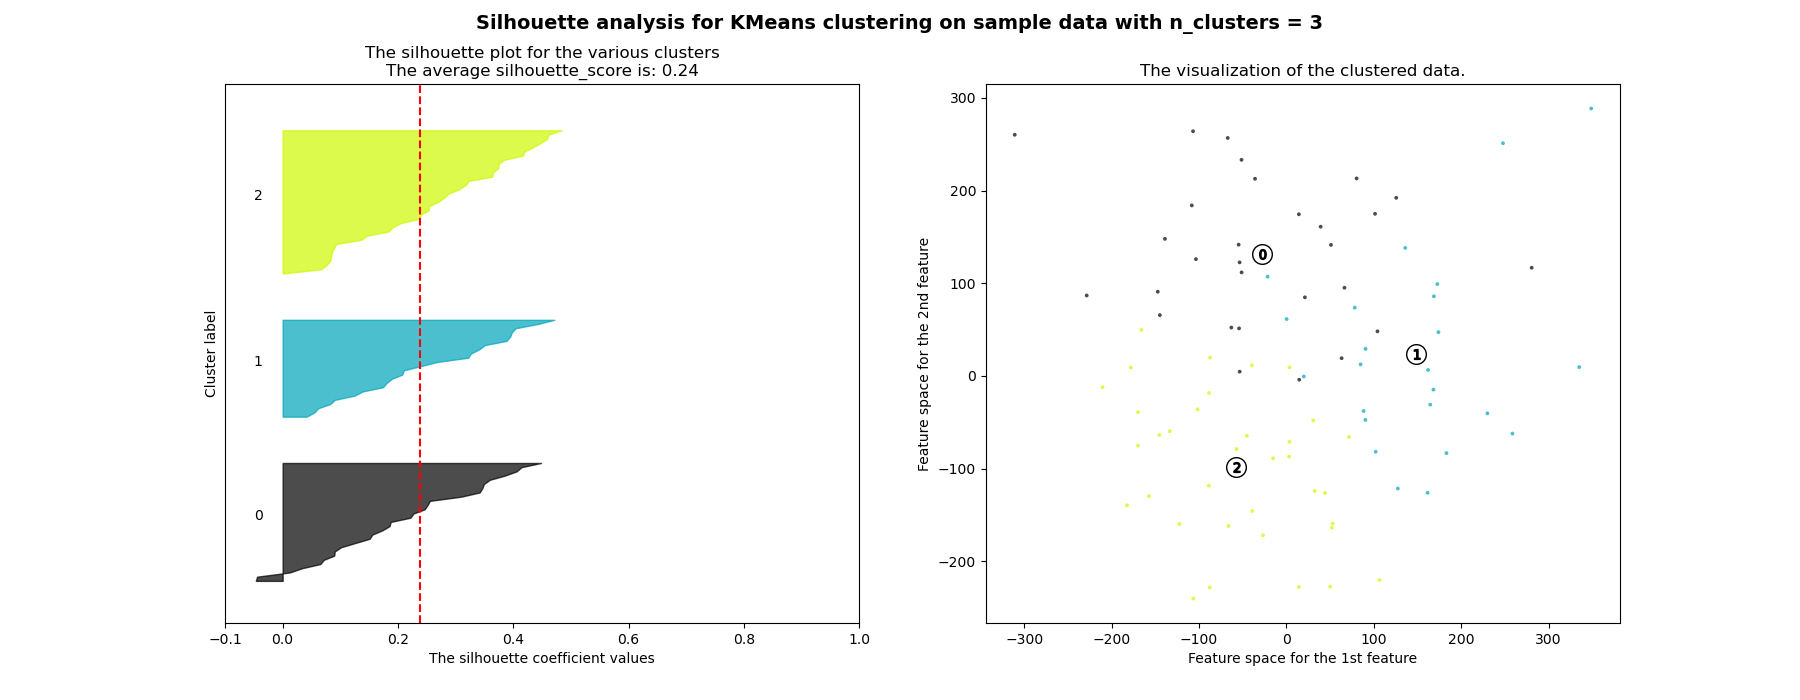 Silhouette analysis for KMeans clustering on sample data with n_clusters = 3
The silhouette plot for the various clusters
The average silhouette_score is: 0.24
Cluster label
2
1
0
−0.1 0.0 0.2 0.4 0.6 0.8 1.0
The silhouette coefficient values
The visualization of the clustered data.
Feature space for the 2nd feature
300
200
100
0
−100
−200
0
1
2
−300 −200 −100 0 100 200 300
Feature space for the 1st feature